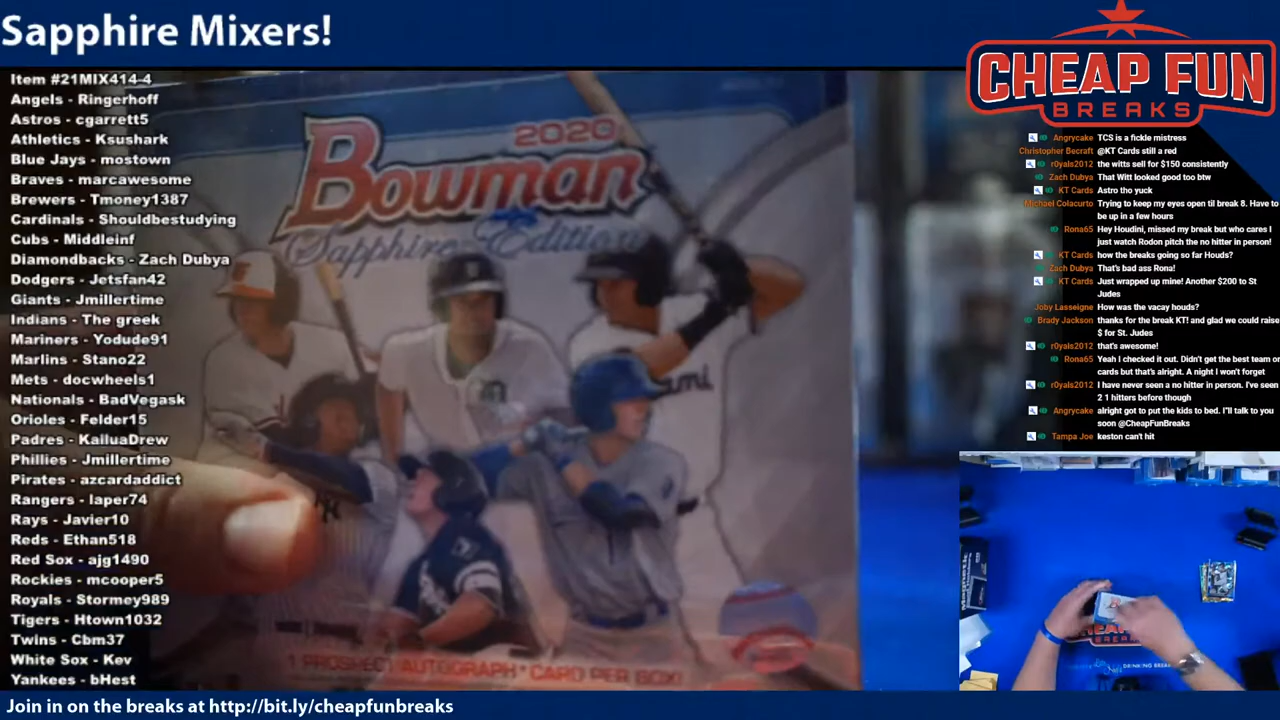 Sapphire Mixers!
Item #21MIX414-4
Angels - Ringerhoff
Astros - cgarrett5
Athletics - Ksushark
Blue Jays - mostown
Braves - marcawesome
Brewers - Tmoney1387
Cardinals - Shouldbestudying
Cubs - Middleinf
Diamondbacks - Zach Dubya
Dodgers - Jetsfan42
Giants - Jmillertime
Indians - The greek
Mariners - Yodude91
Marlins - Stano22
Mets - docwheels1
Nationals - BadVegask
Orioles - Felder15
Padres - KailuaDrew
Phillies - Jmillertime
Pirates - azcardaddict
Rangers - laper74
Rays - Javier10
Reds - Ethan518
Red Sox - ajg1490
Rockies - mcooper5
Royals - Stormey989
Tigers - Htown1032
Twins - Cbm37
White Sox - Kev
Yankees - bHest
Join in on the breaks at http://bit.ly/cheapfunbreaks
2020
Bowman
Sapphire Edition
1 PROSPECT AUTOGRAPH* CARD PER BOX!
CHEAP FUN
BREAKS
Angrycake TCS is a fickle mistress
Christopher Becraft @KT Cards still a red
r0yals2012 the witts sell for $150 consistently
Zach Dubya That Witt looked good too btw
KT Cards Astro tho yuck
Michael Colacurto Trying to keep my eyes open til break 8. Have to
be up in a few hours
Rona65 Hey Houdini, missed my break but who cares I
just watch Rodon pitch the no hitter in person!
KT Cards how the breaks going so far Houds?
Zach Dubya That's bad ass Rona!
KT Cards Just wrapped up mine! Another $200 to St
Judes
Joby Lasseigne How was the vacay houds?
Brady Jackson thanks for the break KT! and glad we could raise
$ for St. Judes
r0yals2012 that's awesome!
Rona65 Yeah I checked it out. Didn't get the best team or
cards but that's alright. A night I won't forget
r0yals2012 I have never seen a no hitter in person. I've seen
2 1 hitters before though
Angrycake alright got to put the kids to bed. I'll talk to you
soon @CheapFunBreaks
Tampa Joe keston can't hit
Magnetic